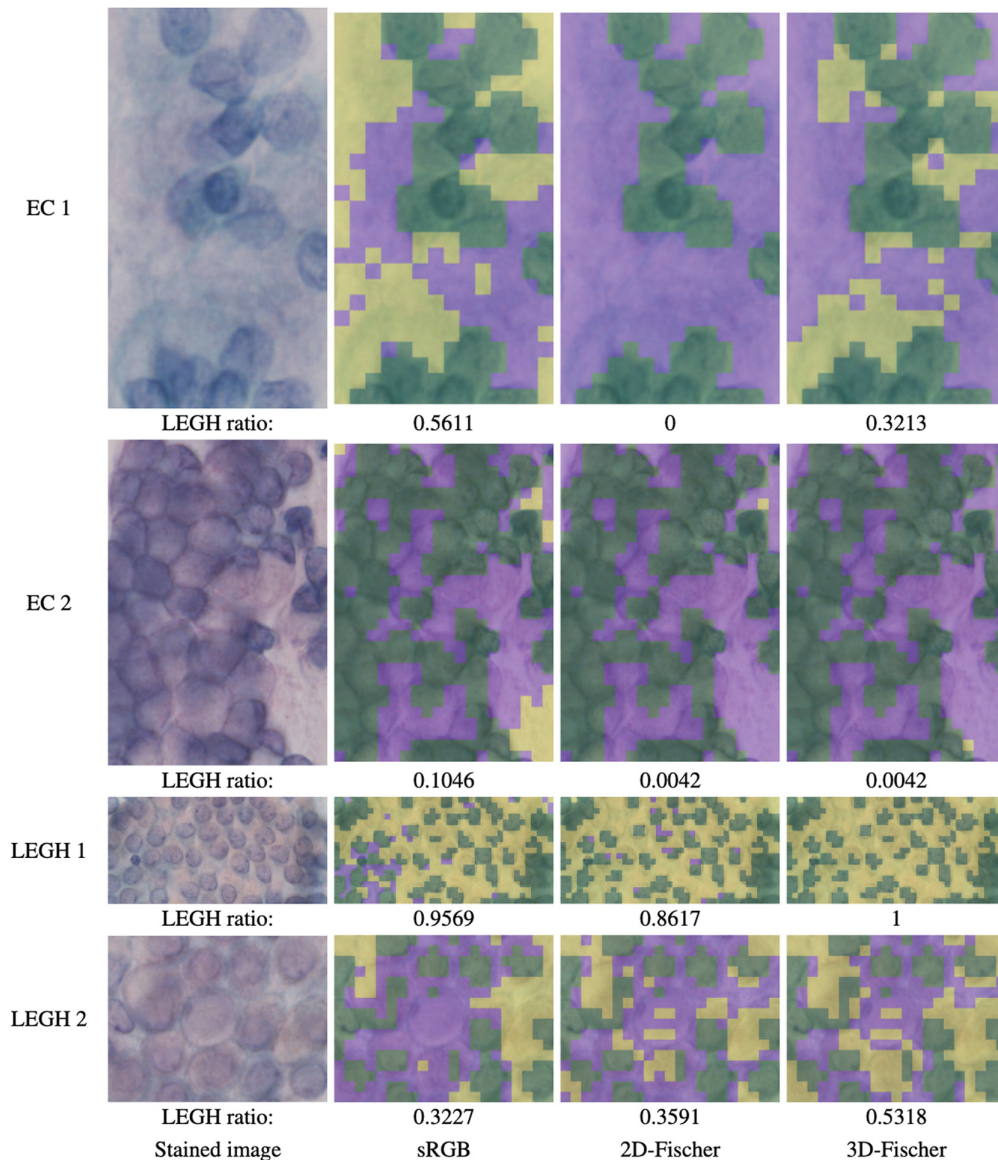 EC 1
LEGH ratio: 0.5611 0 0.3213
EC 2
LEGH ratio: 0.1046 0.0042 0.0042
LEGH 1
LEGH ratio: 0.9569 0.8617 1
LEGH 2
LEGH ratio: 0.3227 0.3591 0.5318
Stained image sRGB 2D-Fischer 3D-Fischer